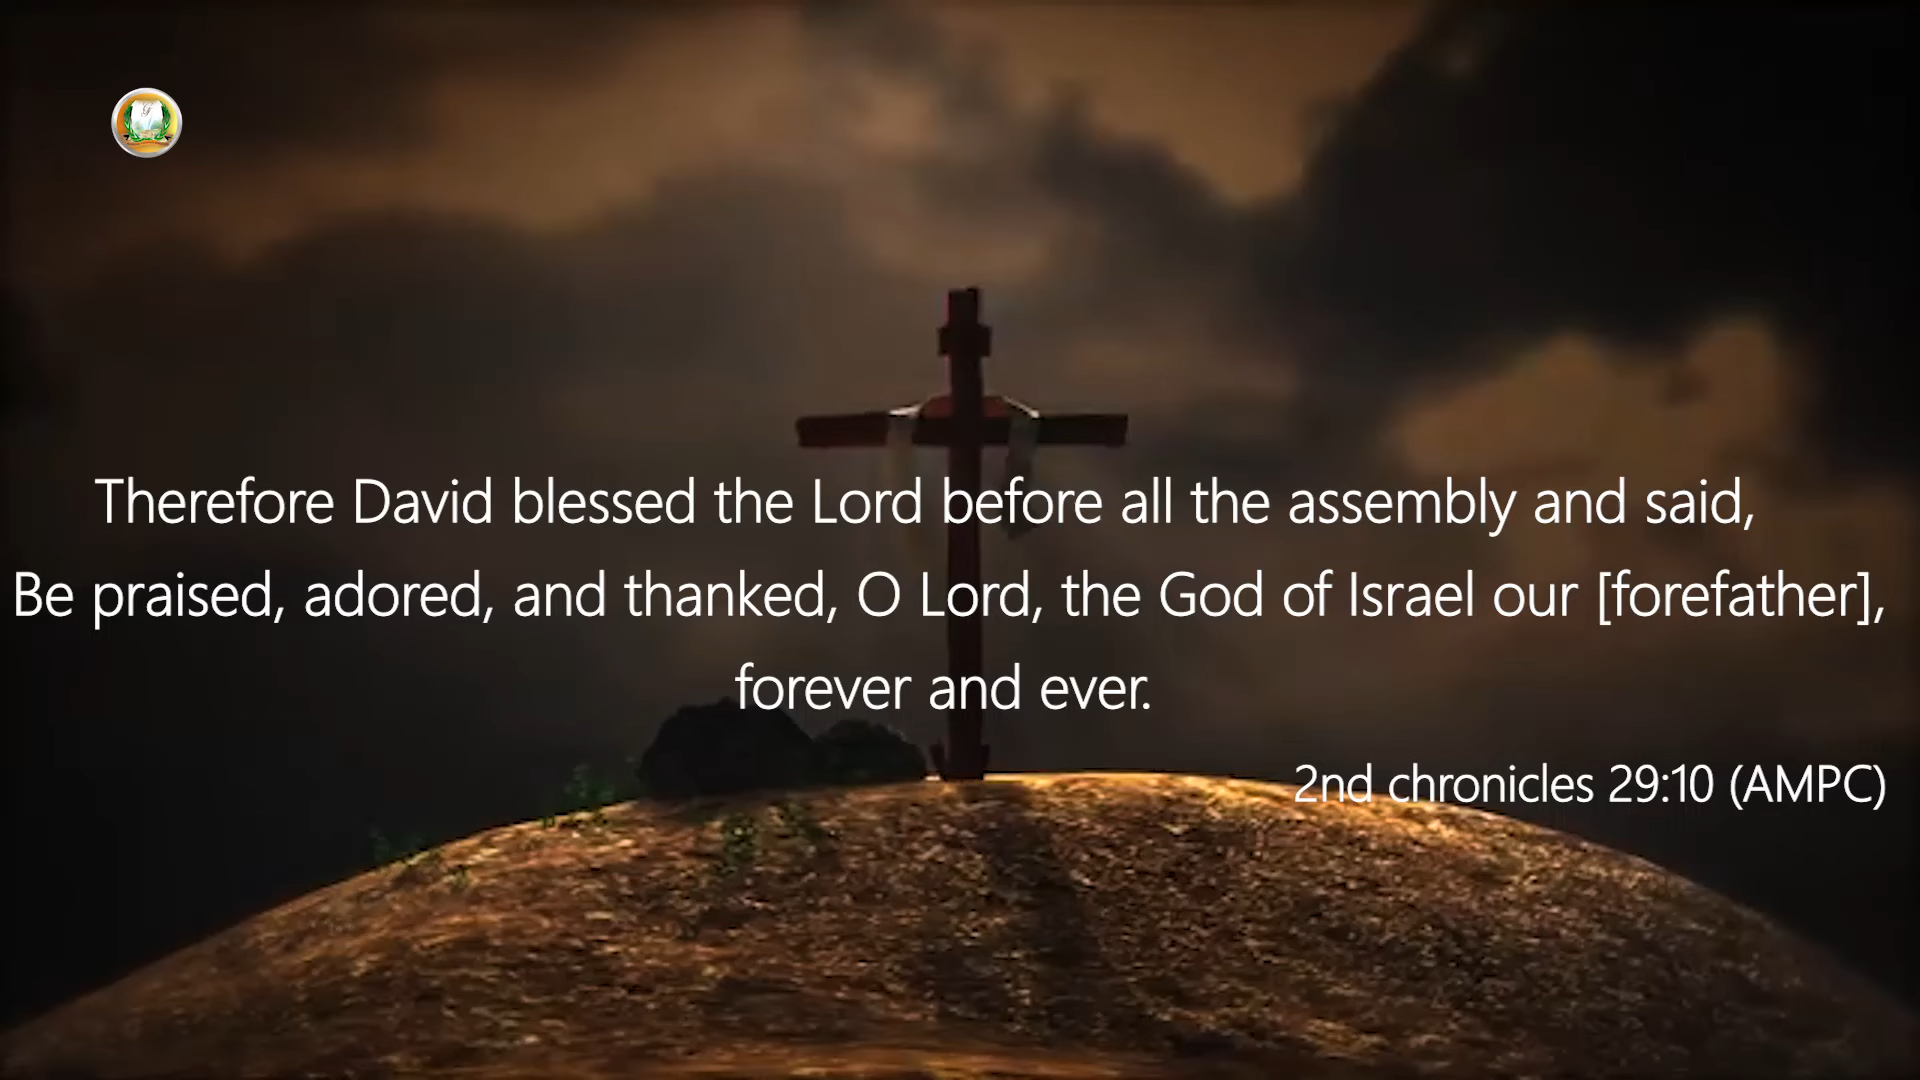 Therefore David blessed the Lord before all the assembly and said,
Be praised, adored, and thanked, O Lord, the God of Israel our [forefather],
forever and ever.
2nd chronicles 29:10 (AMPC)